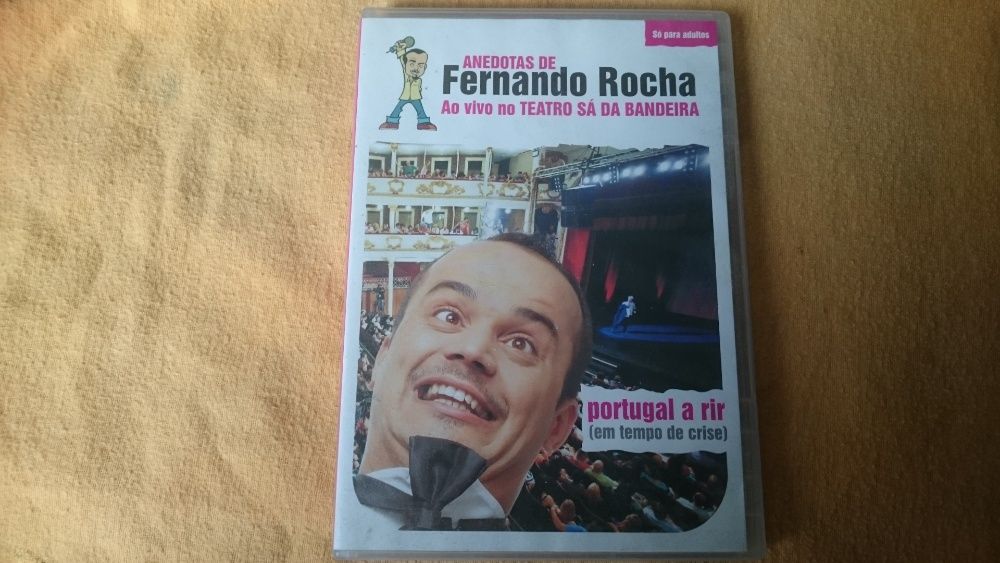 Só para adultos
ANEDOTAS DE
Fernando Rocha
Ao vivo no TEATRO SÁ DA BANDEIRA
portugal a rir
(em tempo de crise)